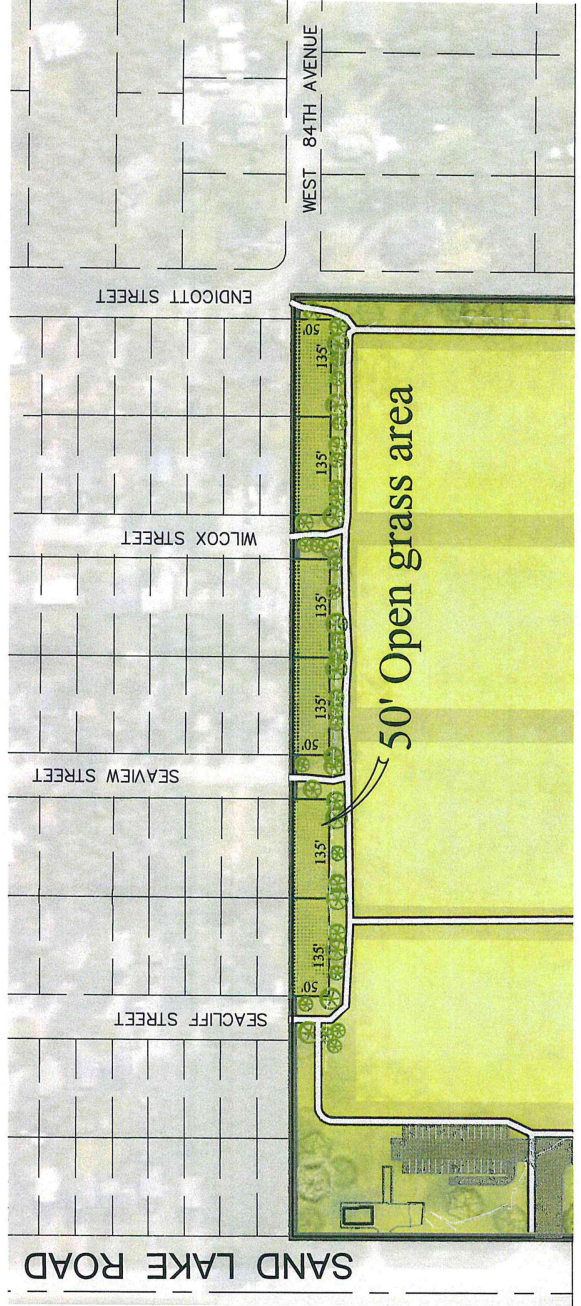 WEST 84TH AVENUE
ENDICOTT STREET
50'
135'
135'
WILCOX STREET
135'
135'
50'
SEAVIEW STREET
50' Open grass area
135'
135'
50'
SEACLIFF STREET
SAND LAKE ROAD